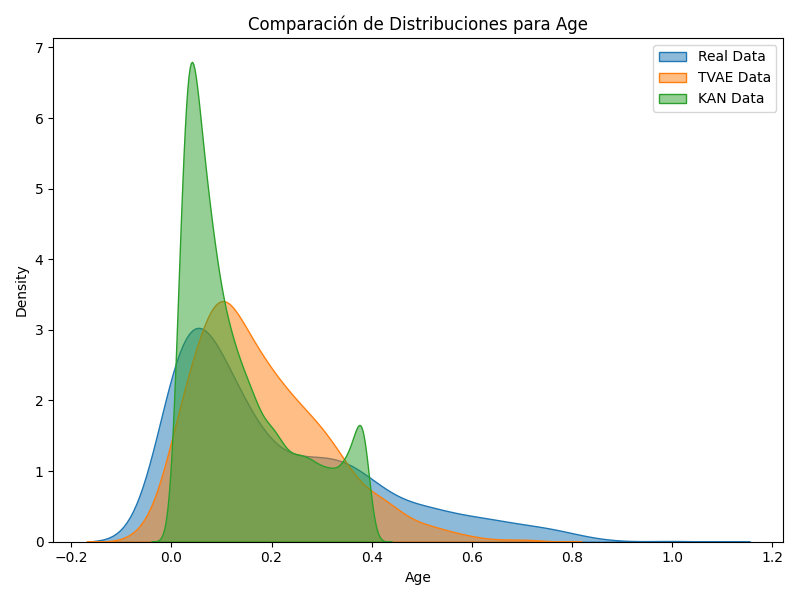 Comparación de Distribuciones para Age
Real Data
TVAE Data
KAN Data
7
6
5
4
3
2
1
0
Density
−0.2
0.0
0.2
0.4
0.6
0.8
1.0
1.2
Age